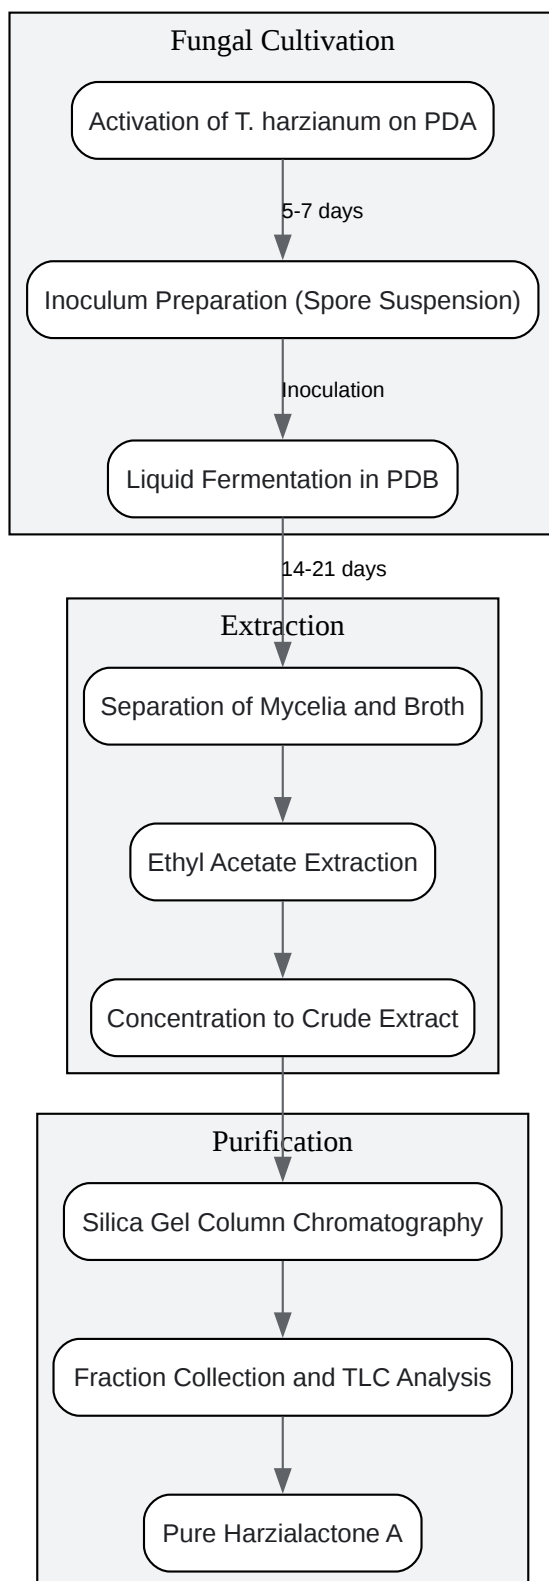 Fungal Cultivation
Activation of T. harzianum on PDA
5-7 days
Inoculum Preparation (Spore Suspension)
Inoculation
Liquid Fermentation in PDB
14-21 days
Extraction
Separation of Mycelia and Broth
Ethyl Acetate Extraction
Concentration to Crude Extract
Purification
Silica Gel Column Chromatography
Fraction Collection and TLC Analysis
Pure Harzialactone A